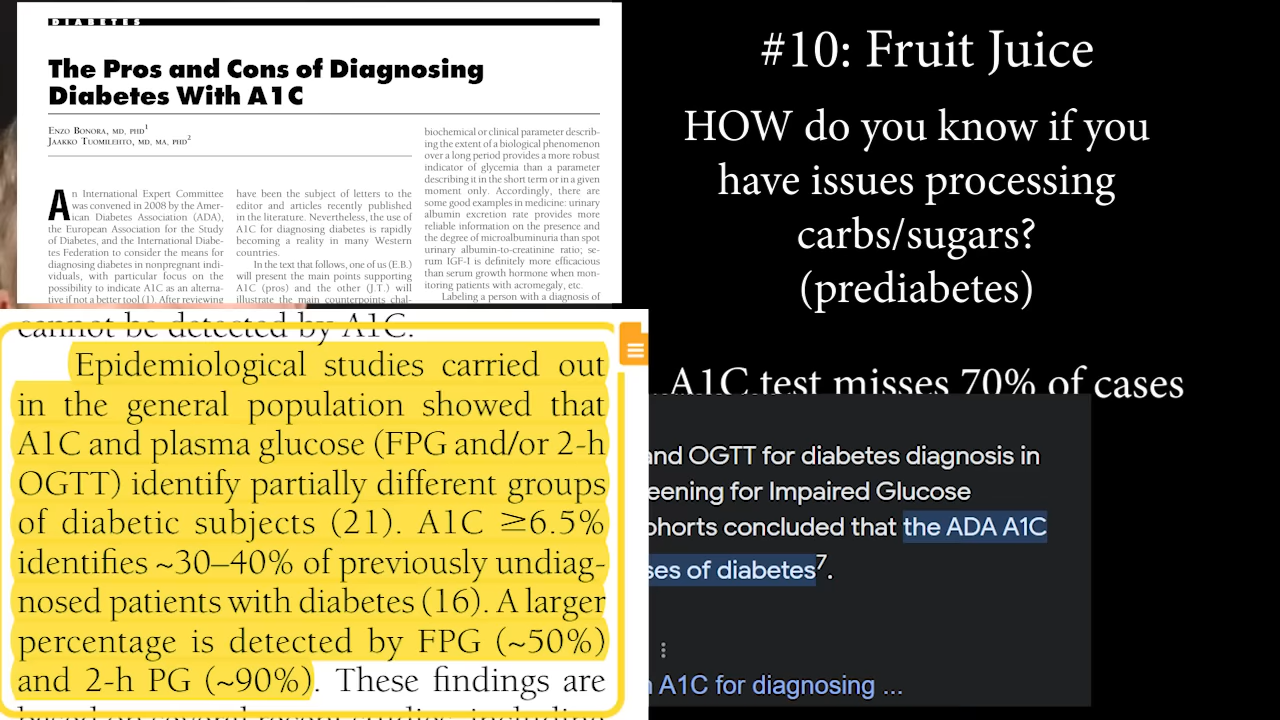 DIABETES
The Pros and Cons of Diagnosing
Diabetes With A1C
ENZO BONORA, MD, PHD1
JAAKKO TUOMILEHTO, MD, MA, PHD2
An International Expert Committee
was convened in 2008 by the Amer-
ican Diabetes Association (ADA),
the European Association for the Study
of Diabetes, and the International Diabe-
tes Federation to consider the means for
diagnosing diabetes in nonpregnant indi-
viduals, with particular focus on the
possibility to indicate A1C as an alterna-
tive if not a better tool (1). After reviewing
have been the subject of letters to the
editor and articles recently published
in the literature. Nevertheless, the use of
A1C for diagnosing diabetes is rapidly
becoming a reality in many Western
countries.
In the text that follows, one of us (E.B.)
will present the main points supporting
A1C (pros) and the other (J.T.) will
illustrate the main counterpoints chal-
biochemical or clinical parameter describ-
ing the extent of a biological phenomenon
over a long period provides a more robust
indicator of glycemia than a parameter
describing it in the short term or in a given
moment only. Accordingly, there are
some good examples in medicine: urinary
albumin excretion rate provides more
reliable information on the presence and
the degree of microalbuminuria than spot
urinary albumin-to-creatinine ratio; se-
rum IGF-I is definitely more efficacious
than serum growth hormone when mon-
itoring patients with acromegaly, etc.
Labeling a person with a diagnosis of
cannot be detected by A1C.
Epidemiological studies carried out
in the general population showed that
A1C and plasma glucose (FPG and/or 2-h
OGTT) identify partially different groups
of diabetic subjects (21). A1C ≥6.5%
identifies ~30–40% of previously undiag-
nosed patients with diabetes (16). A larger
percentage is detected by FPG (~50%)
and 2-h PG (~90%). These findings are
based on several recent studies, including
#10: Fruit Juice
HOW do you know if you
have issues processing
carbs/sugars?
(prediabetes)
A1C test misses 70% of cases
and OGTT for diabetes diagnosis in
eening for Impaired Glucose
ohorts concluded that the ADA A1C
ses of diabetes7.
A1C for diagnosing ...